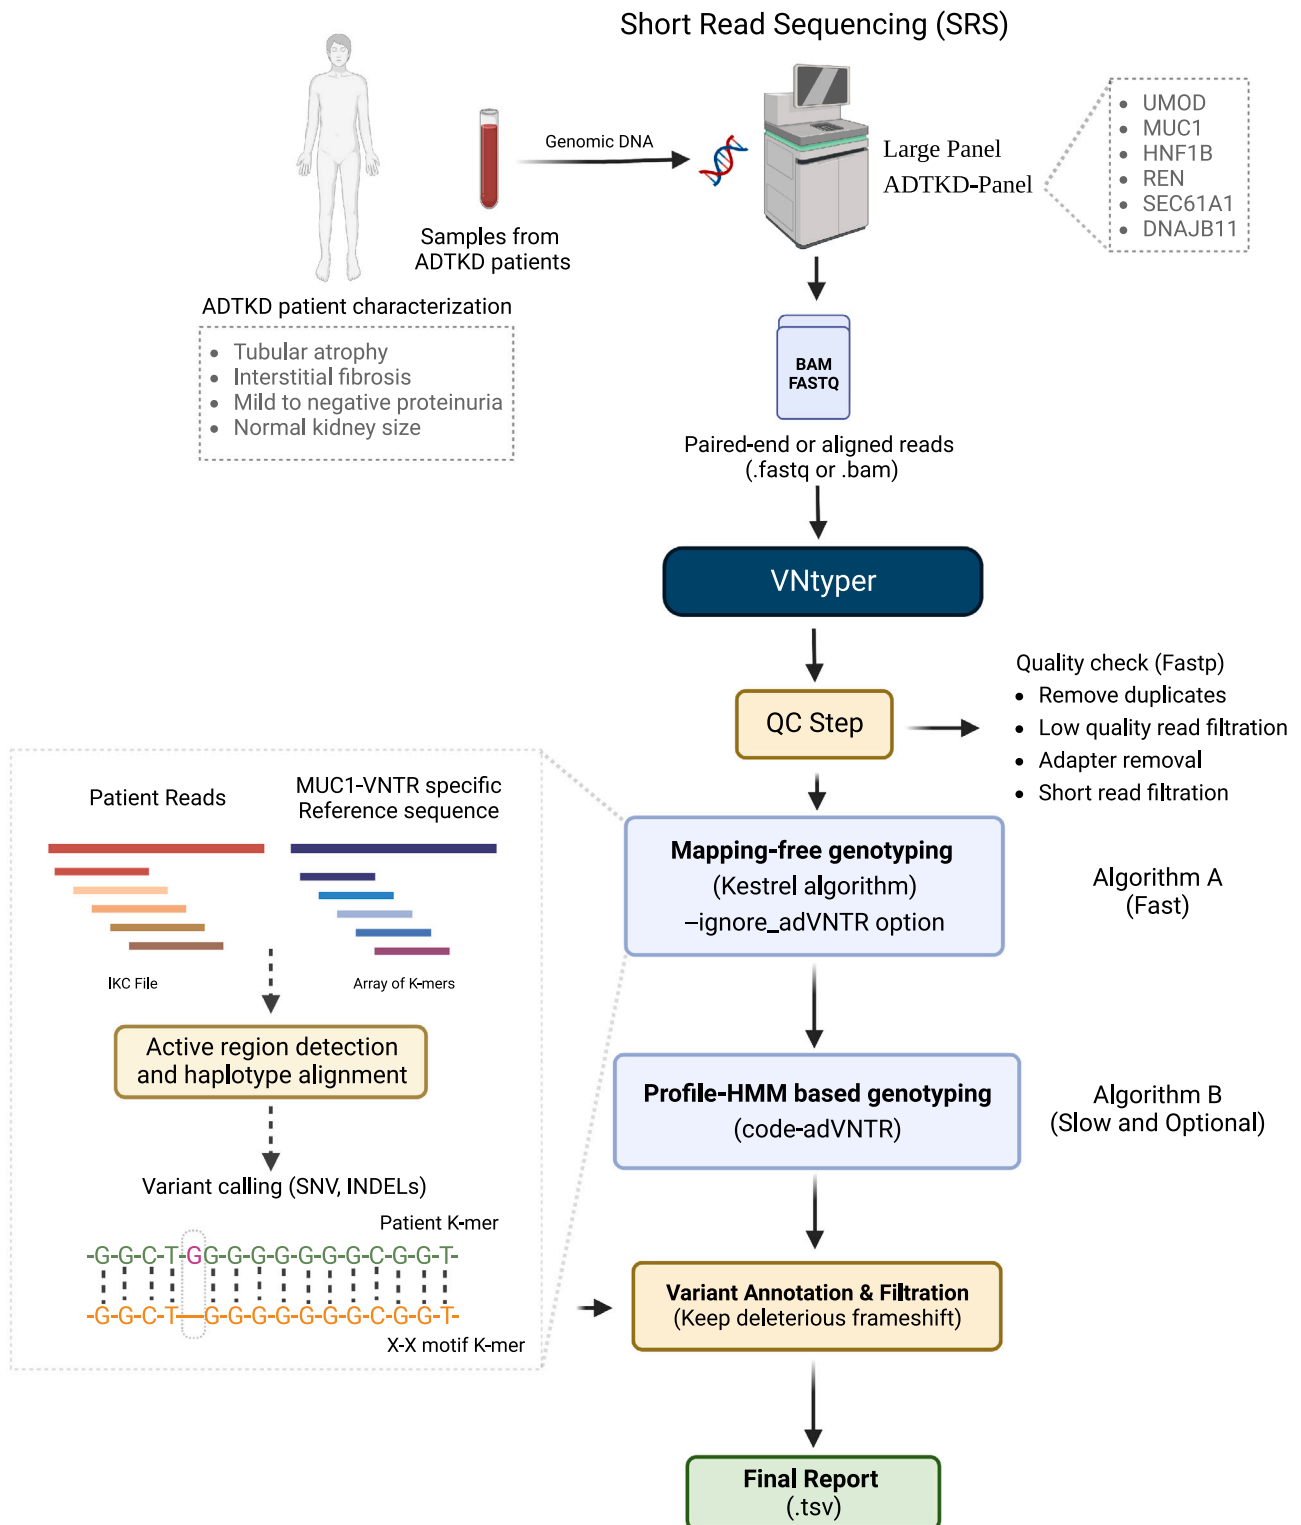 Short Read Sequencing (SRS)
Genomic DNA
Large Panel
ADTKD-Panel
• UMOD
• MUC1
• HNF1B
• REN
• SEC61A1
• DNAJB11
Samples from
ADTKD patients
ADTKD patient characterization
• Tubular atrophy
• Interstitial fibrosis
• Mild to negative proteinuria
• Normal kidney size
BAM
FASTQ
Paired-end or aligned reads
(.fastq or .bam)
VNtyper
QC Step
Quality check (Fastp)
• Remove duplicates
• Low quality read filtration
• Adapter removal
• Short read filtration
Patient Reads
MUC1-VNTR specific
Reference sequence
IKC File
Array of K-mers
Active region detection
and haplotype alignment
Variant calling (SNV, INDELs)
Patient K-mer
-G-G-C-T-G-G-G-G-G-G-G-C-G-G-T-
-G-G-C-T—G-G-G-G-G-G-C-G-G-T-
X-X motif K-mer
Mapping-free genotyping
(Kestrel algorithm)
–ignore_adVNTR option
Algorithm A
(Fast)
Profile-HMM based genotyping
(code-adVNTR)
Algorithm B
(Slow and Optional)
Variant Annotation & Filtration
(Keep deleterious frameshift)
Final Report
(.tsv)